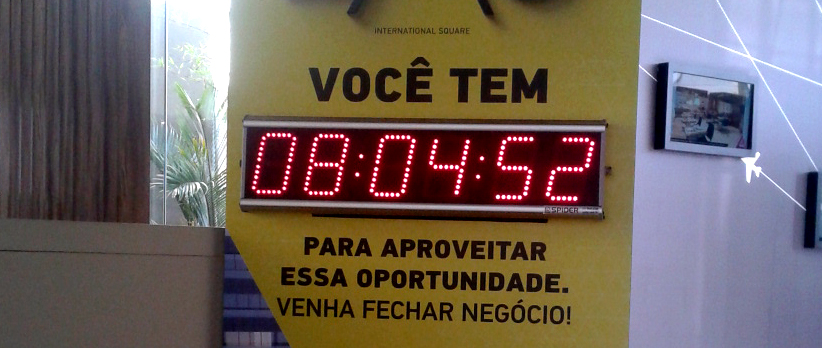 INTERNATIONAL SQUARE
VOCÊ TEM
08:04:52
SPIDER
PARA APROVEITAR
ESSA OPORTUNIDADE.
VENHA FECHAR NEGÓCIO!